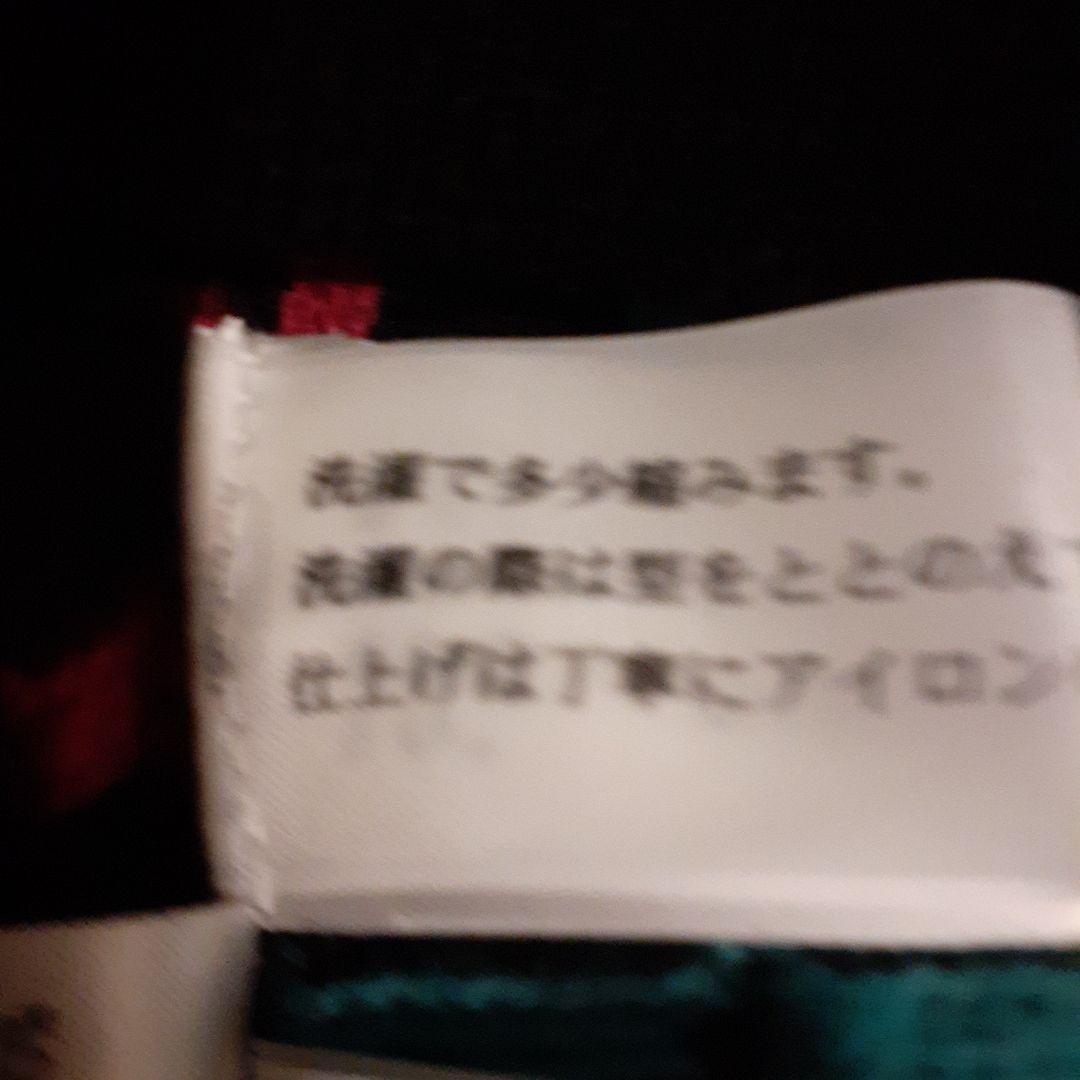 洗濯で多少縮みます。
洗濯の際は型をととのえ
仕上げは丁寧にアイロン